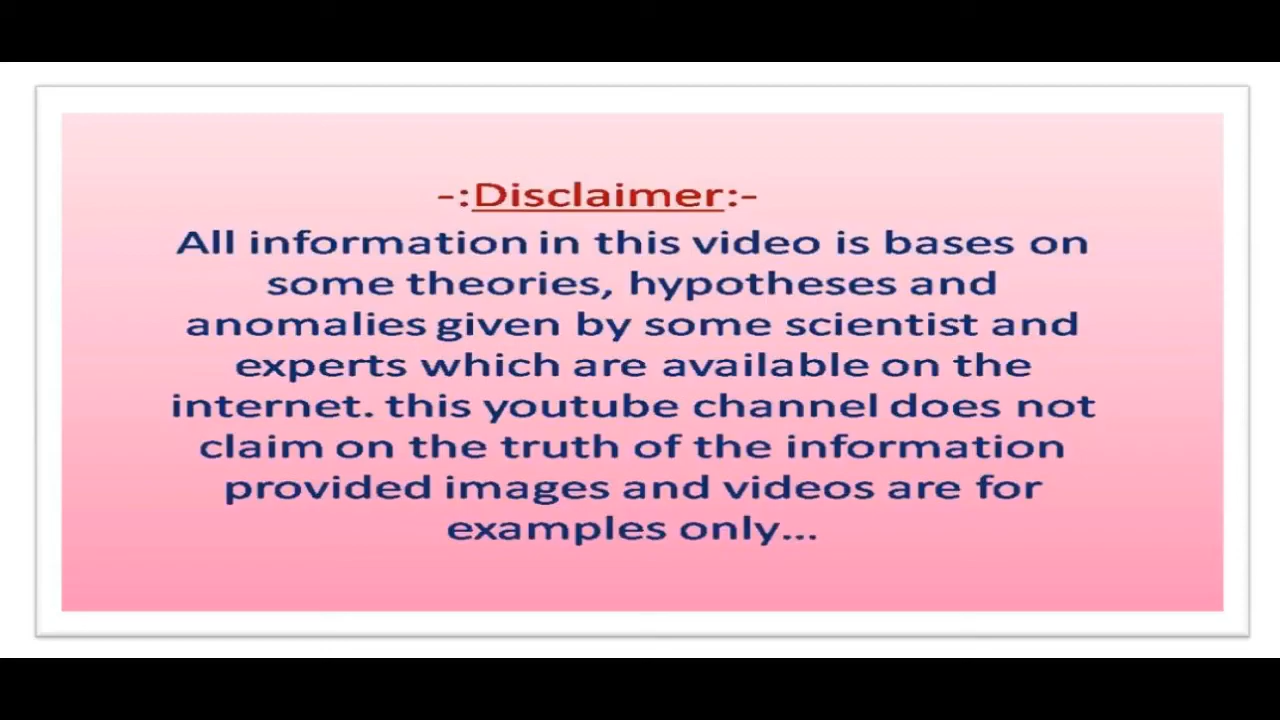 -:Disclaimer:-
All information in this video is bases on
some theories, hypotheses and
anomalies given by some scientist and
experts which are available on the
internet. this youtube channel does not
claim on the truth of the information
provided images and videos are for
examples only...